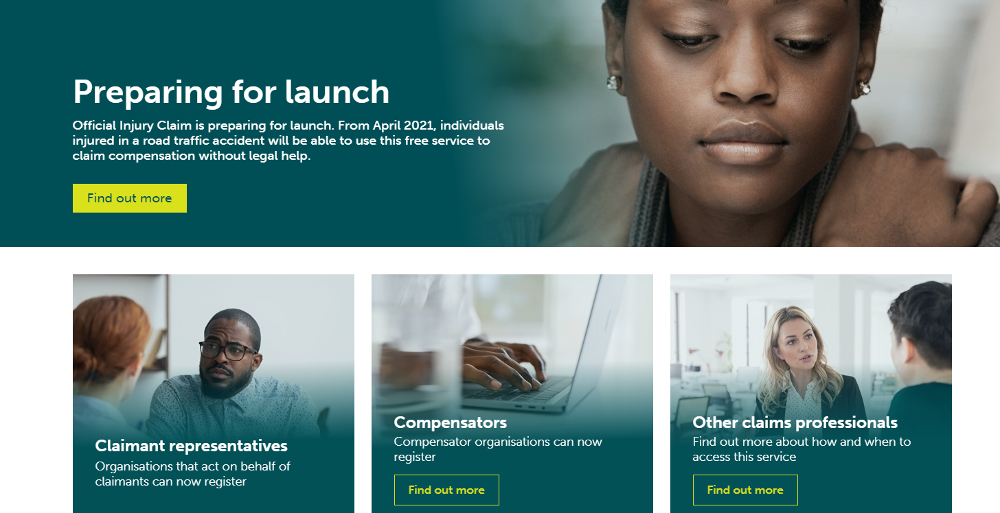 Preparing for launch
Official Injury Claim is preparing for launch. From April 2021, individuals
injured in a road traffic accident will be able to use this free service to
claim compensation without legal help.
Find out more
Claimant representatives
Organisations that act on behalf of
claimants can now register
Compensators
Compensator organisations can now
register
Find out more
Other claims professionals
Find out more about how and when to
access this service
Find out more